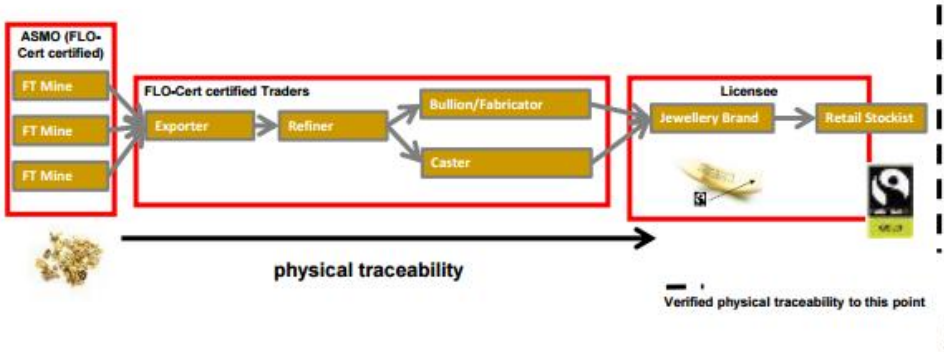 ASMO (FLO-
Cert certified)
FT Mine
FT Mine
FT Mine
FLO-Cert certified Traders
Exporter
Refiner
Bullion/Fabricator
Caster
Licensee
Jewellery Brand
Retail Stockist
physical traceability
Verified physical traceability to this point